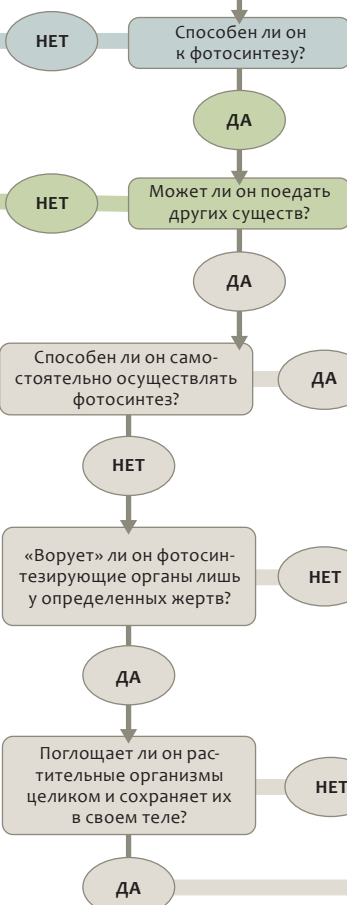 НЕТ
Способен ли он
к фотосинтезу?
ДА
НЕТ
Может ли он поедать
других существ?
ДА
Способен ли он само-
стоятельно осуществлять
фотосинтез?
ДА
НЕТ
«Ворует» ли он фотосин-
тезирующие органы лишь
у определенных жертв?
НЕТ
ДА
Поглощает ли он рас-
тительные организмы
целиком и сохраняет их
в своем теле?
НЕТ
ДА